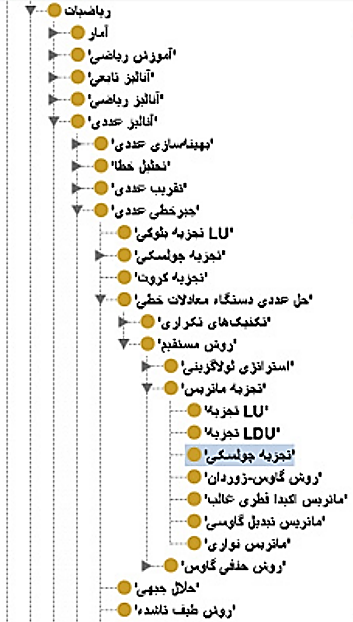 ریاضیات
آمار
'آموزش ریاضی'
'آنالیز تابعی'
'آنالیز ریاضی'
'آنالیز عددی'
'بهینه‌سازی عددی'
'تحلیل خطا'
'تقریب عددی'
'جبرخطی عددی'
'LU تجزیه بلوکی'
'تجزیه چولسکی'
'تجزیه کروت'
'حل عددی دستگاه معادلات خطی'
'تکنیک‌های تکراری'
'روش مستقیم'
'استراتژی لولاگزینی'
'تجزیه ماتریس'
'LU تجزیه'
'LDU تجزیه'
'تجزیه چولسکی'
'روش گاوس-ژوردان'
'ماتریس اکیدا قطری غالب'
'ماتریس تبدیل گاوسی'
'ماتریس نواری'
'روش حذفی گاوس'
'حلال جبهی'
'روش طیف ناشده'